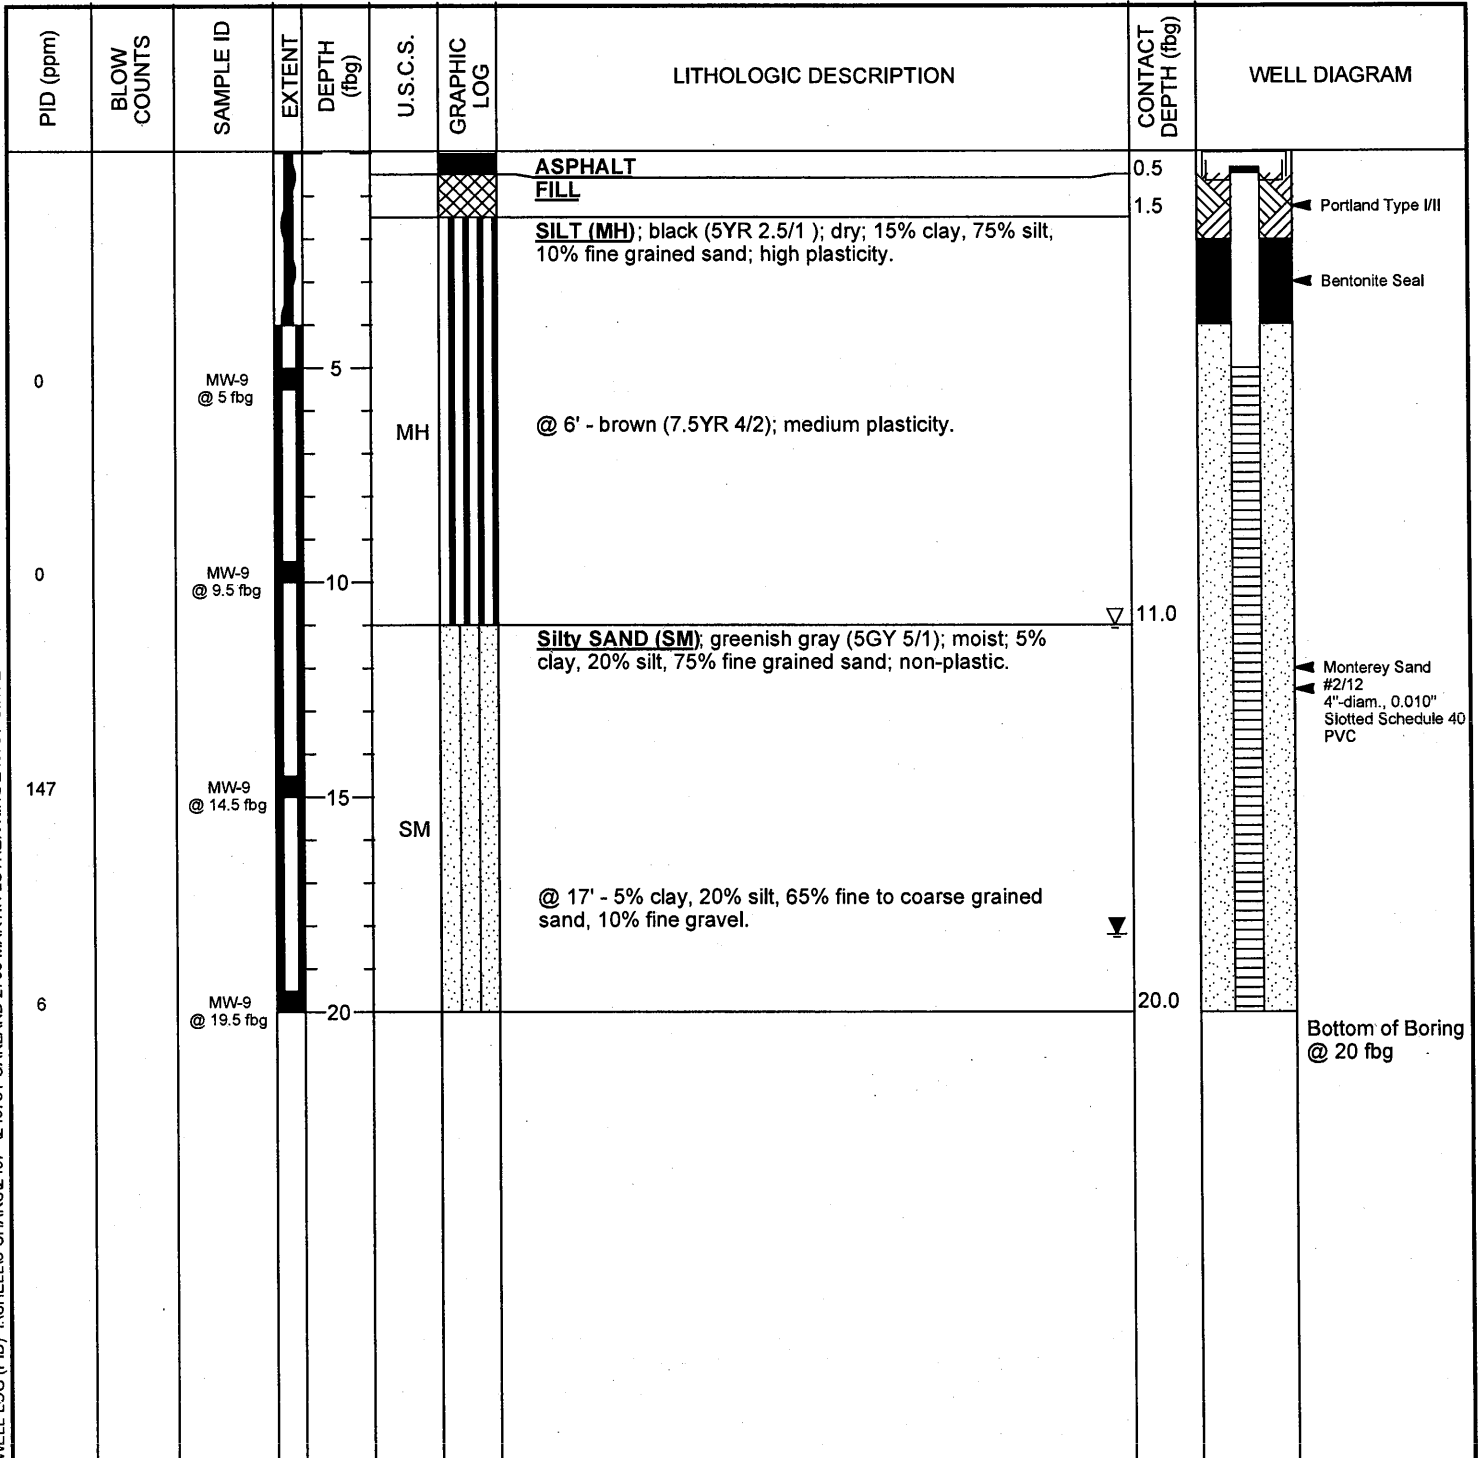 PID (ppm)
BLOW
COUNTS
SAMPLE ID
EXTENT
DEPTH
(fbg)
U.S.C.S.
GRAPHIC
LOG
LITHOLOGIC DESCRIPTION
CONTACT
DEPTH (fbg)
WELL DIAGRAM
ASPHALT
0.5
FILL
1.5
Portland Type I/II
SILT (MH); black (5YR 2.5/1 ); dry; 15% clay, 75% silt,
10% fine grained sand; high plasticity.
Bentonite Seal
5
0
MW-9
@ 5 fbg
MH
@ 6' - brown (7.5YR 4/2); medium plasticity.
0
MW-9
@ 9.5 fbg
10
11.0
Silty SAND (SM); greenish gray (5GY 5/1); moist; 5%
clay, 20% silt, 75% fine grained sand; non-plastic.
Monterey Sand
#2/12
4"-diam., 0.010"
Slotted Schedule 40
PVC
147
MW-9
@ 14.5 fbg
15
SM
@ 17' - 5% clay, 20% silt, 65% fine to coarse grained
sand, 10% fine gravel.
6
MW-9
@ 19.5 fbg
20
20.0
Bottom of Boring
@ 20 fbg
WELL LOG (PID)